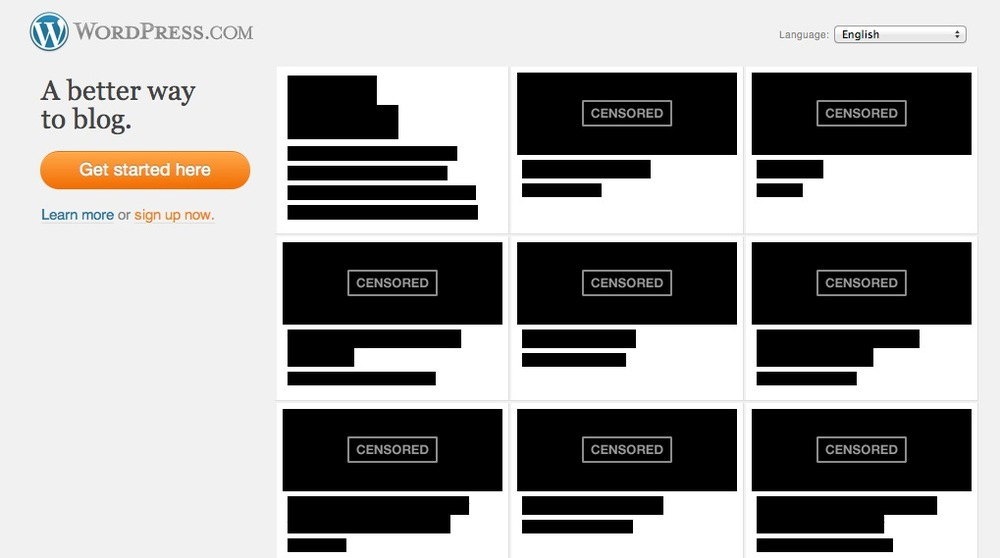 WORDPRESS.COM
Language: English
A better way
to blog.
Get started here
Learn more or sign up now.
CENSORED
CENSORED
CENSORED
CENSORED
CENSORED
CENSORED
CENSORED
CENSORED